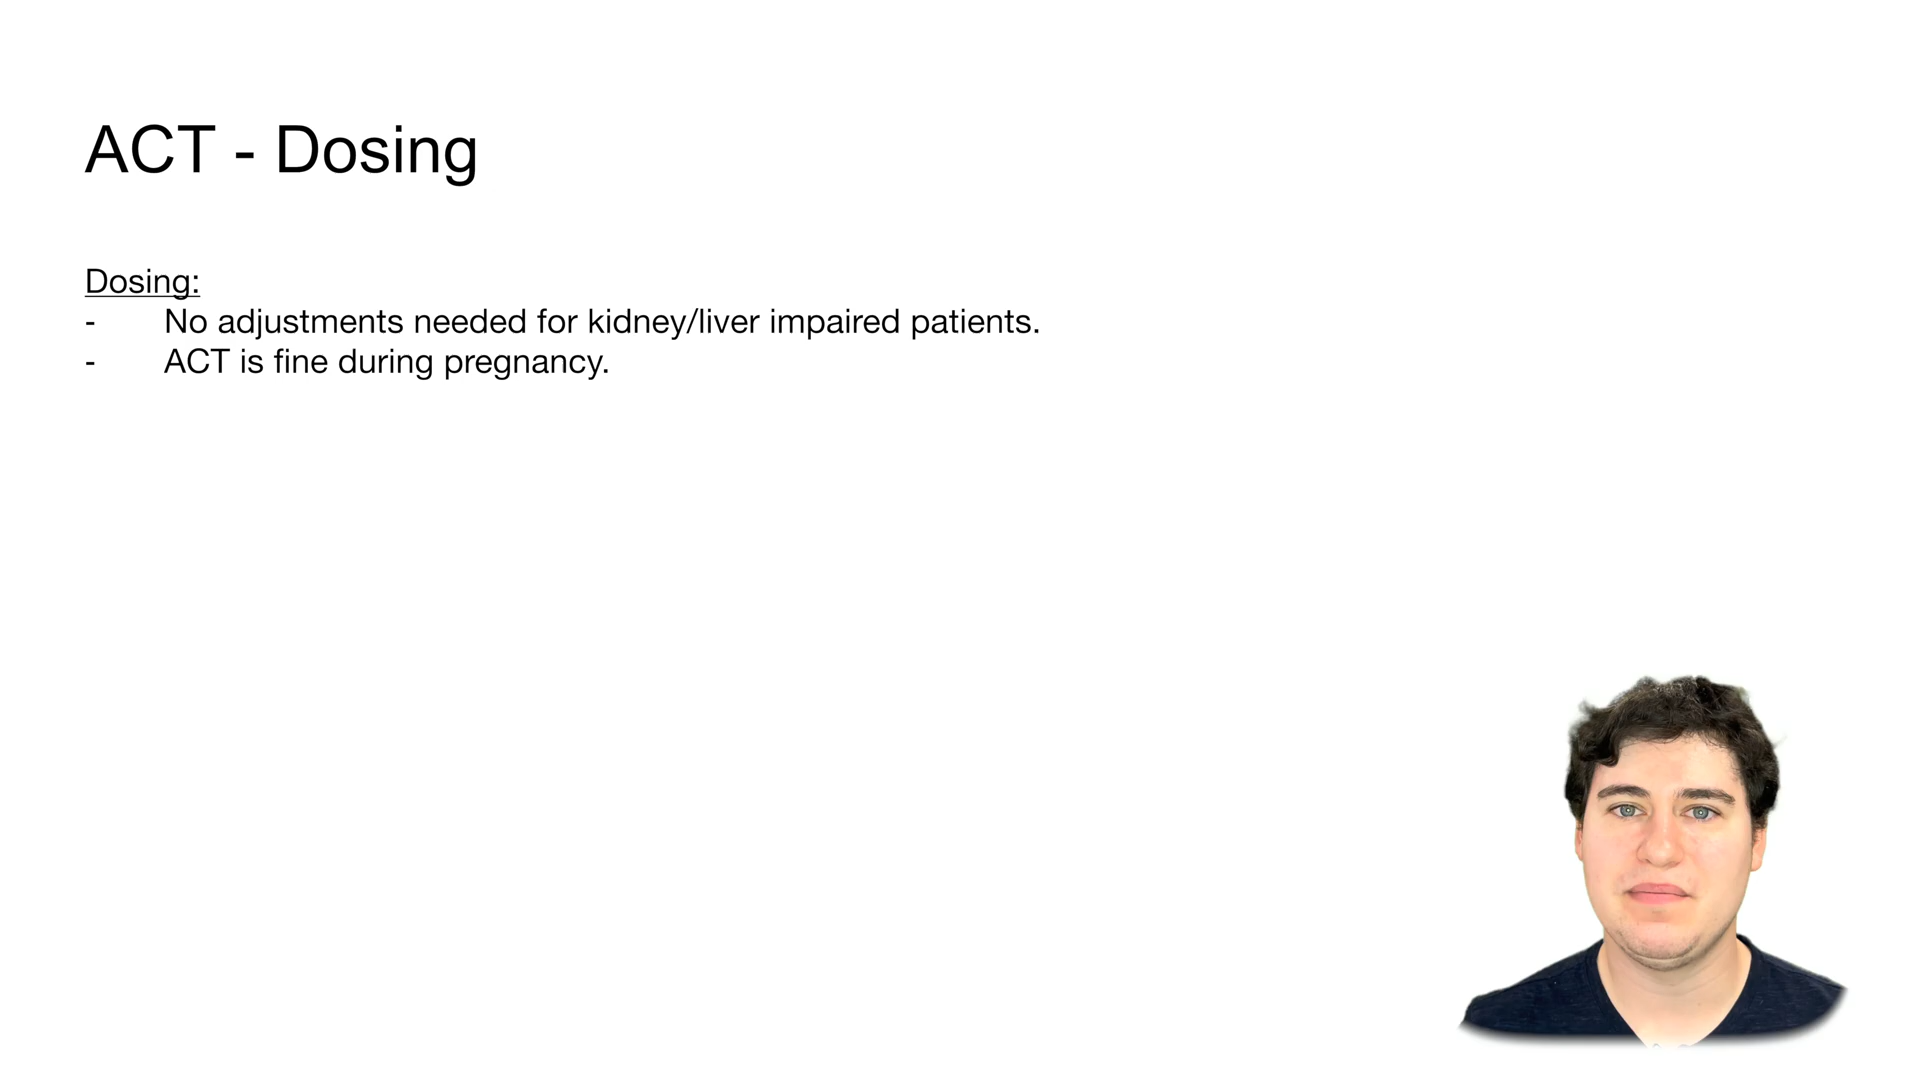 ACT - Dosing
Dosing:
- No adjustments needed for kidney/liver impaired patients.
- ACT is fine during pregnancy.